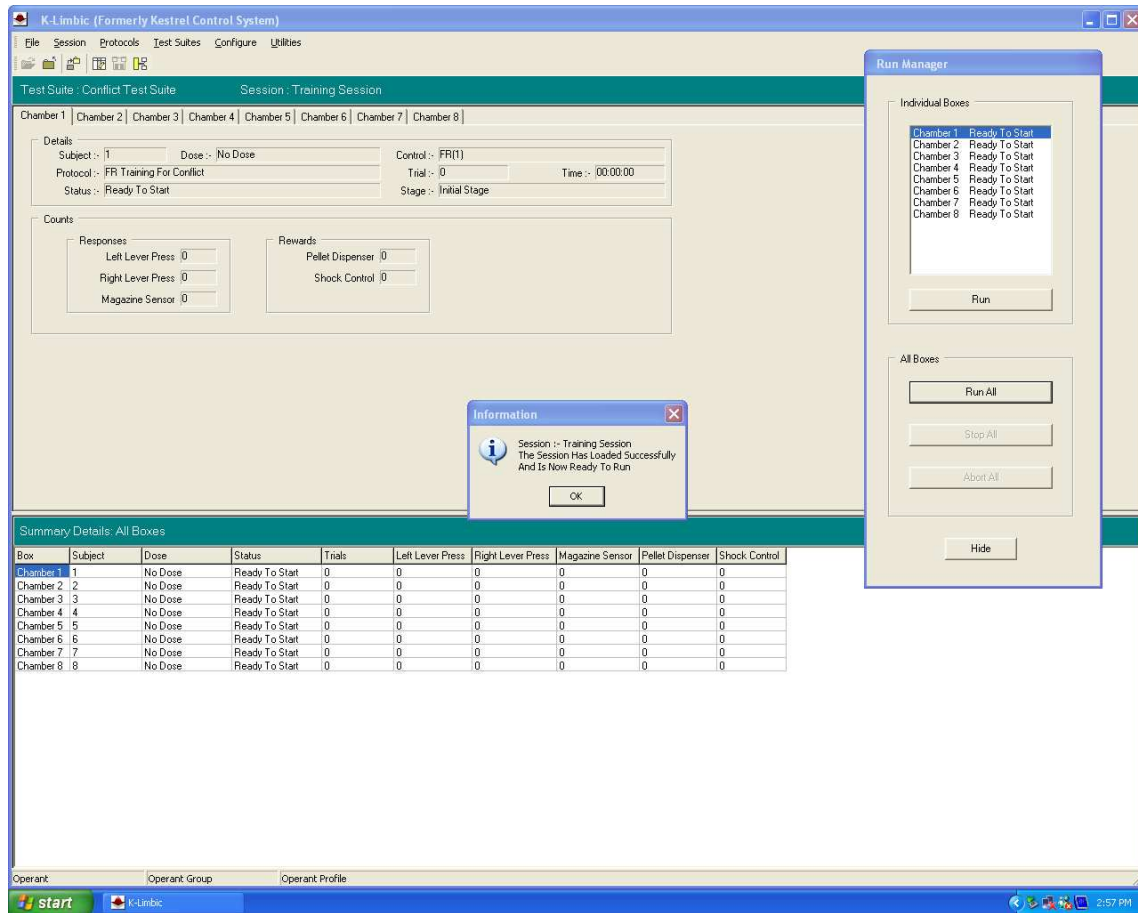 K-Limbic (Formerly Kestrel Control System)
File Session Protocols Test Suites Configure Utilities
Test Suite : Conflict Test Suite Session : Training Session
Chamber 1 Chamber 2 Chamber 3 Chamber 4 Chamber 5 Chamber 6 Chamber 7 Chamber 8
Details
Subject :- 1 Dose :- No Dose Control :- FR(1)
Protocol :- FR Training For Conflict Trial :- 0 Time :- 00:00:00
Status :- Ready To Start Stage :- Initial Stage
Counts
Responses
Left Lever Press 0
Right Lever Press 0
Magazine Sensor 0
Rewards
Pellet Dispenser 0
Shock Control 0
Run Manager
Individual Boxes
Chamber 1 Ready To Start
Chamber 2 Ready To Start
Chamber 3 Ready To Start
Chamber 4 Ready To Start
Chamber 5 Ready To Start
Chamber 6 Ready To Start
Chamber 7 Ready To Start
Chamber 8 Ready To Start
Run
All Boxes
Run All
Stop All
Abort All
Hide
Information
Session :- Training Session
The Session Has Loaded Successfully
And Is Now Ready To Run
OK
Summary Details: All Boxes
Box Subject Dose Status Trials Left Lever Press Right Lever Press Magazine Sensor Pellet Dispenser Shock Control
Chamber 1 1 No Dose Ready To Start 0 0 0 0 0 0
Chamber 2 2 No Dose Ready To Start 0 0 0 0 0 0
Chamber 3 3 No Dose Ready To Start 0 0 0 0 0 0
Chamber 4 4 No Dose Ready To Start 0 0 0 0 0 0
Chamber 5 5 No Dose Ready To Start 0 0 0 0 0 0
Chamber 6 6 No Dose Ready To Start 0 0 0 0 0 0
Chamber 7 7 No Dose Ready To Start 0 0 0 0 0 0
Chamber 8 8 No Dose Ready To Start 0 0 0 0 0 0
Operant Operant Group Operant Profile
start K-Limbic 2:57 PM